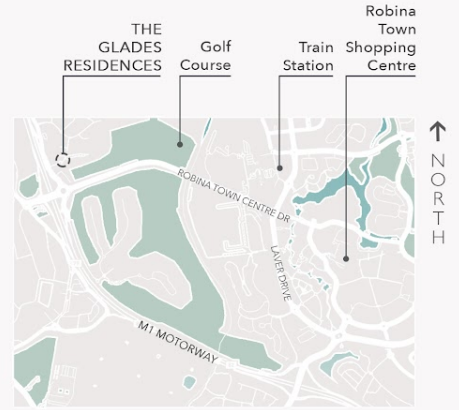 THE
GLADES
RESIDENCES
Golf
Course
Train
Station
Robina
Town
Shopping
Centre
NORTH
ROBINA TOWN CENTRE DR
LAVER DRIVE
M1 MOTORWAY